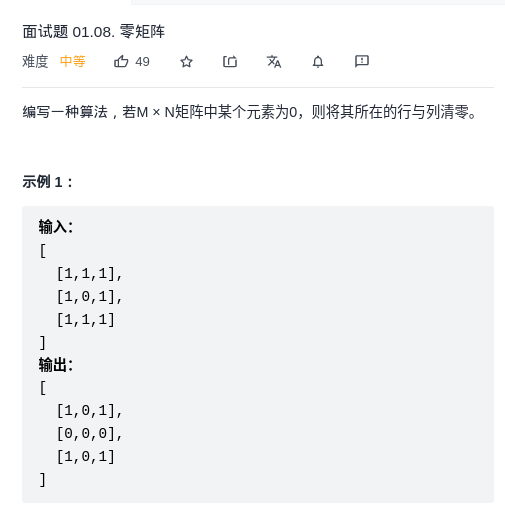 面试题 01.08. 零矩阵
难度 中等 49
编写一种算法，若M × N矩阵中某个元素为0，则将其所在的行与列清零。
示例 1：
输入：
[
  [1,1,1],
  [1,0,1],
  [1,1,1]
]
输出：
[
  [1,0,1],
  [0,0,0],
  [1,0,1]
]